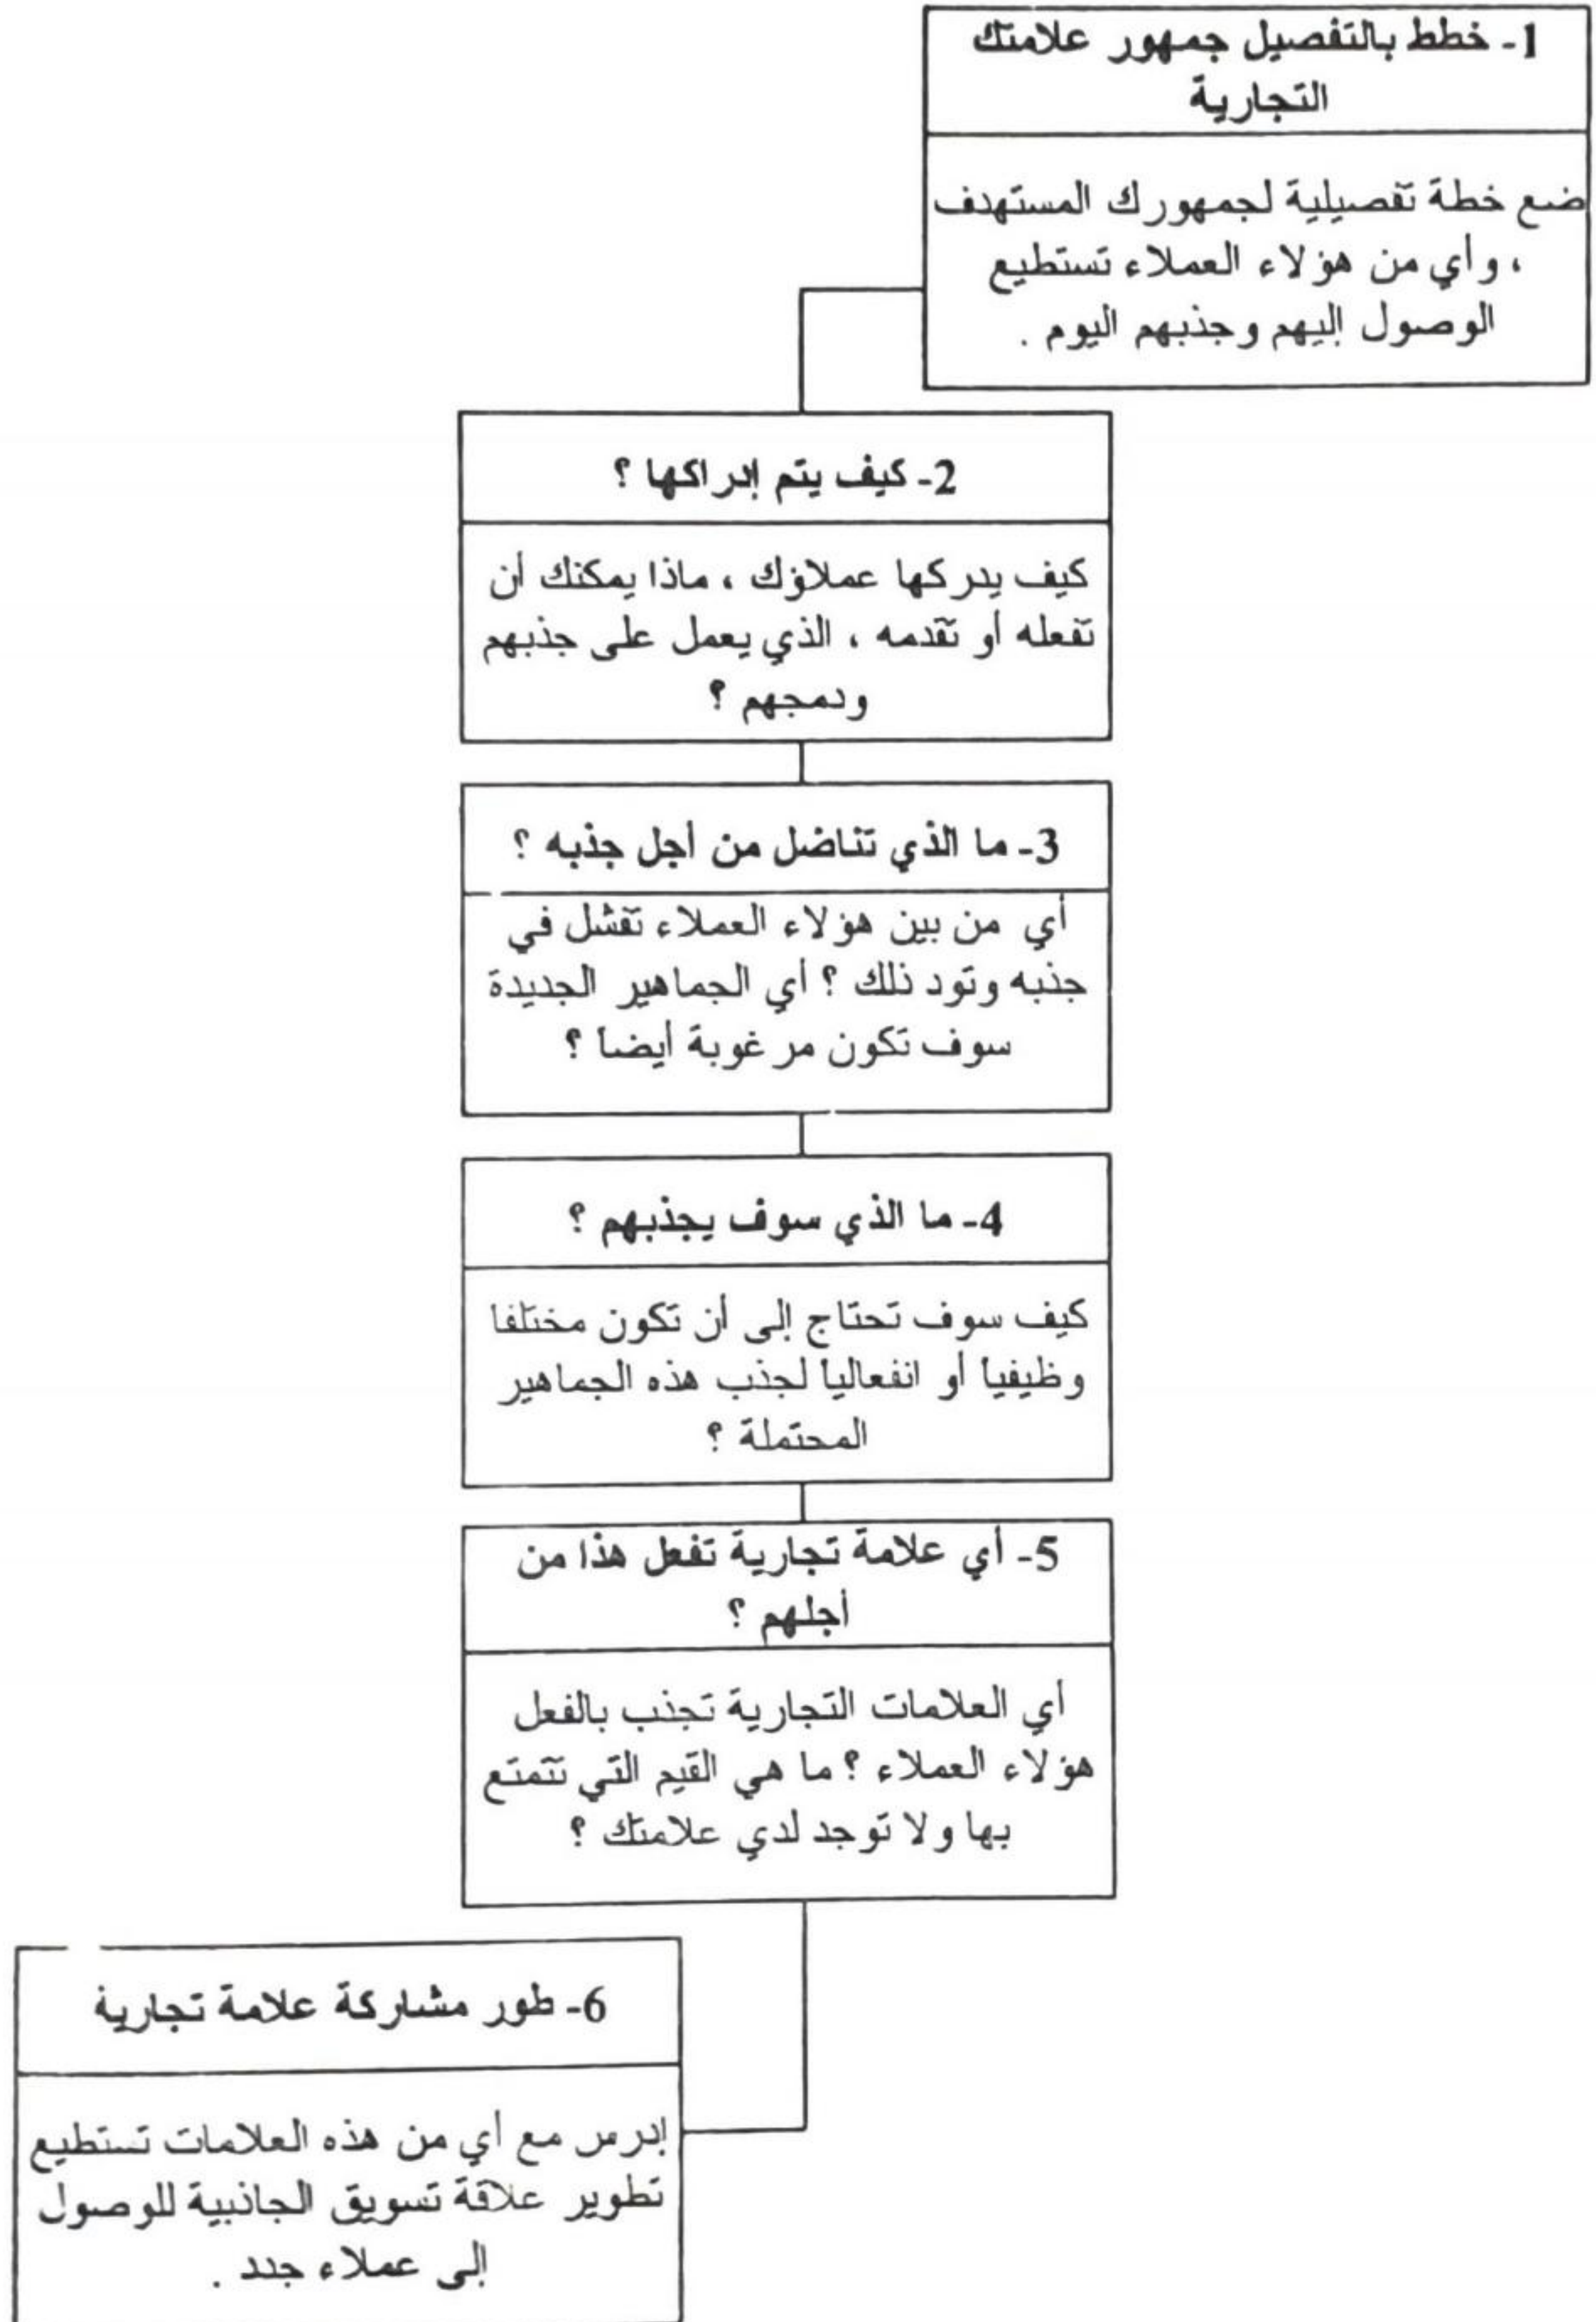 1- خطط بالتفصيل جمهور علامتك
التجارية
ضع خطة تفصيلية لجمهورك المستهدف
، وأي من هؤلاء العملاء تستطيع
الوصول إليهم وجذبهم اليوم .
2- كيف يتم إدراكها ؟
كيف يدركها عملاؤك ، ماذا يمكنك أن
تفعله أو تقدمه ، الذي يعمل على جذبهم
ودمجهم ؟
3- ما الذي تناضل من أجل جذبه ؟
أي من بين هؤلاء العملاء تفشل في
جذبه وتود ذلك ؟ أي الجماهير الجديدة
سوف تكون مرغوبة أيضا ؟
4- ما الذي سوف يجذبهم ؟
كيف سوف تحتاج إلى أن تكون مختلفا
وظيفيا أو انفعاليا لجذب هذه الجماهير
المحتملة ؟
5- أي علامة تجارية تفعل هذا من
أجلهم ؟
أي العلامات التجارية تجذب بالفعل
هؤلاء العملاء ؟ ما هي القيم التي تتمتع
بها ولا توجد لدي علامتك ؟
6- طور مشاركة علامة تجارية
إدرس مع أي من هذه العلامات تستطيع
تطوير علاقة تسويق الجاذبية للوصول
إلى عملاء جدد .